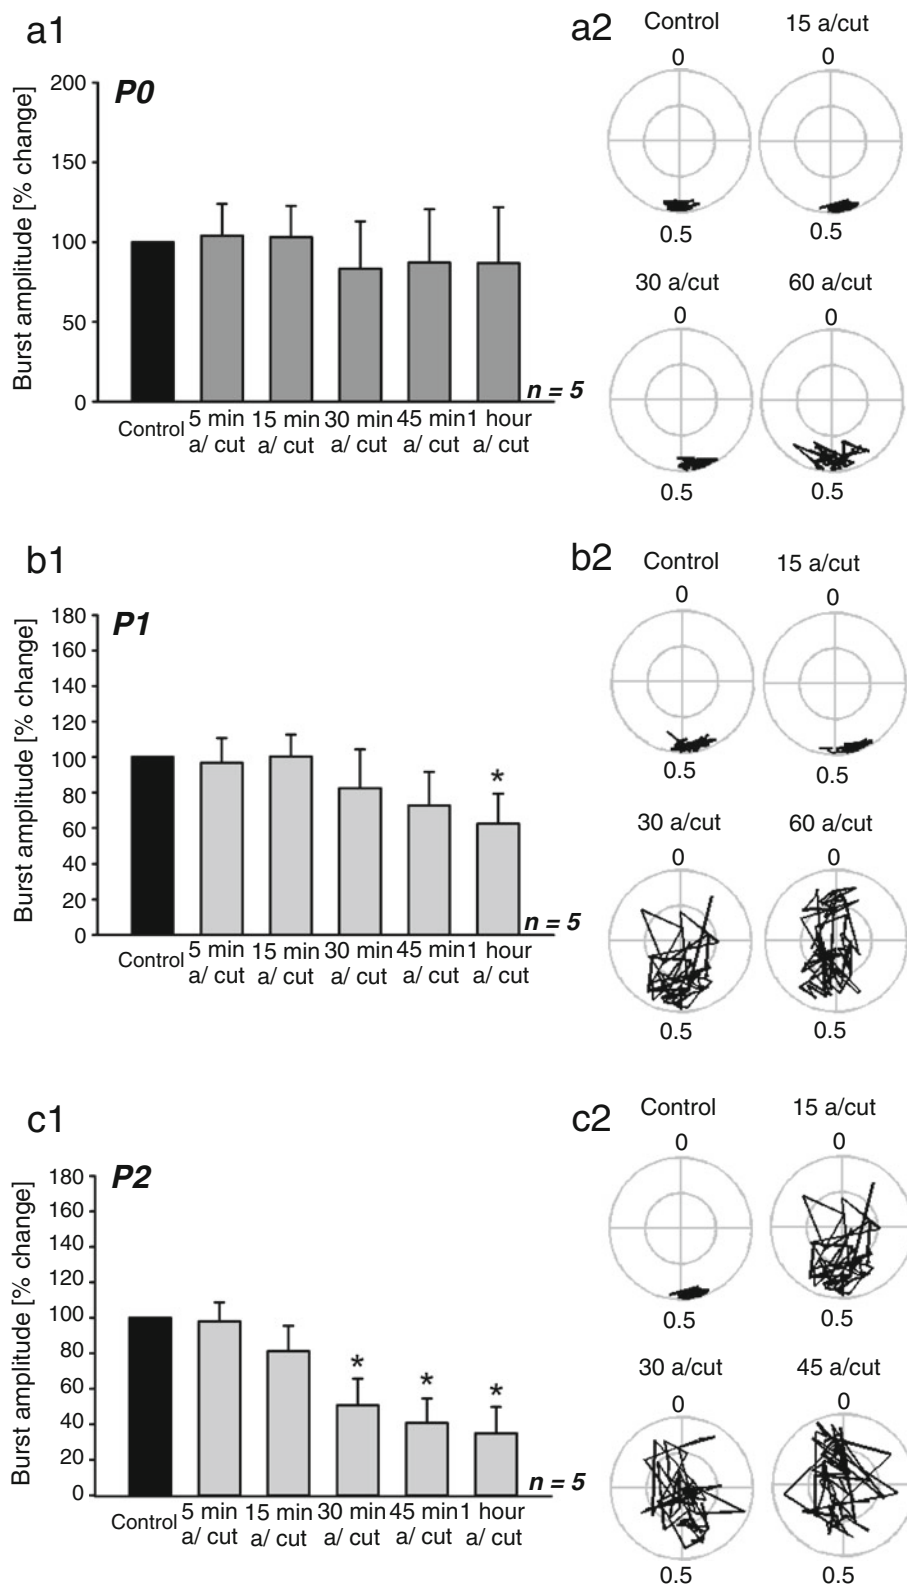 a1
P0
Burst amplitude [% change]
200
150
100
50
0
Control
5 min a/ cut
15 min a/ cut
30 min a/ cut
45 min a/ cut
1 hour a/ cut
n = 5
a2
Control
0
0.5
15 a/cut
0
0.5
30 a/cut
0
0.5
60 a/cut
0
0.5
b1
P1
Burst amplitude [% change]
180
160
140
120
100
80
60
40
20
0
*
Control
5 min a/ cut
15 min a/ cut
30 min a/ cut
45 min a/ cut
1 hour a/ cut
n = 5
b2
Control
0
0.5
15 a/cut
0
0.5
30 a/cut
0
0.5
60 a/cut
0
0.5
c1
P2
Burst amplitude [% change]
180
160
140
120
100
80
60
40
20
0
*
*
*
Control
5 min a/ cut
15 min a/ cut
30 min a/ cut
45 min a/ cut
1 hour a/ cut
n = 5
c2
Control
0
0.5
15 a/cut
0
0.5
30 a/cut
0
0.5
45 a/cut
0
0.5